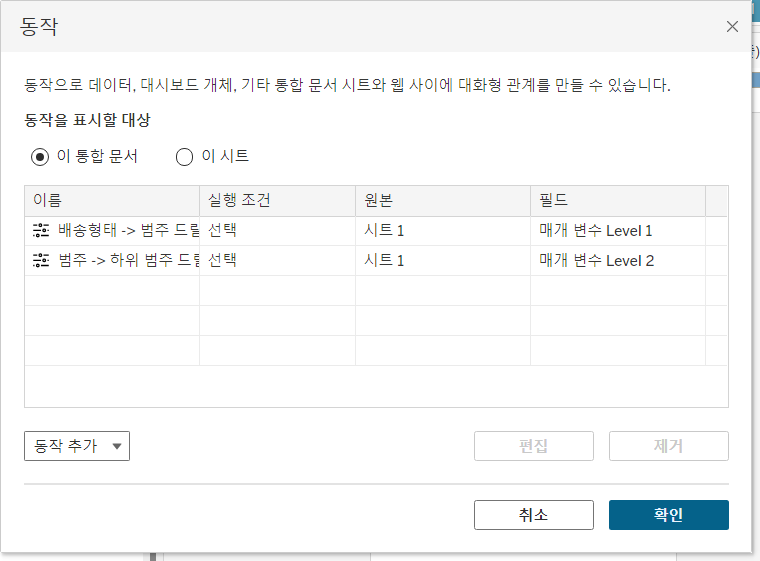 동작
동작으로 데이터, 대시보드 개체, 기타 통합 문서 시트와 웹 사이에 대화형 관계를 만들 수 있습니다.
동작을 표시할 대상
이 통합 문서 이 시트
이름 실행 조건 원본 필드
배송형태 -> 범주 드릴 선택 시트 1 매개 변수 Level 1
범주 -> 하위 범주 드릴 선택 시트 1 매개 변수 Level 2
동작 추가 편집 제거
취소 확인